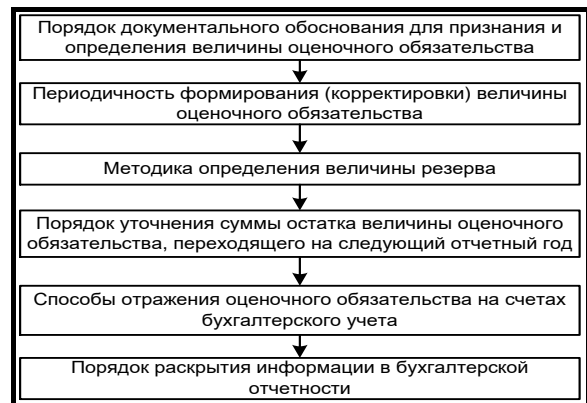 Порядок документального обоснования для признания и
определения величины оценочного обязательства
Периодичность формирования (корректировки) величины
оценочного обязательства
Методика определения величины резерва
Порядок уточнения суммы остатка величины оценочного
обязательства, переходящего на следующий отчетный год
Способы отражения оценочного обязательства на счетах
бухгалтерского учета
Порядок раскрытия информации в бухгалтерской
отчетности